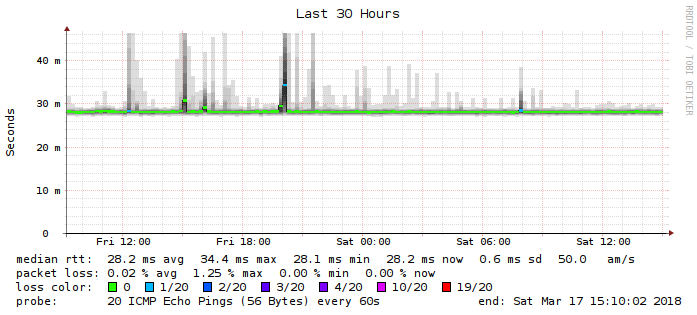 Last 30 Hours
RRDTOOL / TOBI OETIKER
Seconds
40 m
30 m
20 m
10 m
0
Fri 12:00 Fri 18:00 Sat 00:00 Sat 06:00 Sat 12:00
median rtt: 28.2 ms avg 34.4 ms max 28.1 ms min 28.2 ms now 0.6 ms sd 50.0 am/s
packet loss: 0.02 % avg 1.25 % max 0.00 % min 0.00 % now
loss color: 0 1/20 2/20 3/20 4/20 10/20 19/20
probe: 20 ICMP Echo Pings (56 Bytes) every 60s end: Sat Mar 17 15:10:02 2018